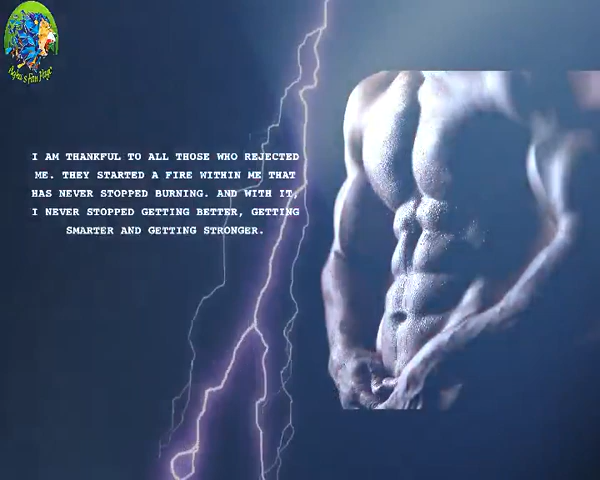 I AM THANKFUL TO ALL THOSE WHO REJECTED
ME. THEY STARTED A FIRE WITHIN ME THAT
HAS NEVER STOPPED BURNING. AND WITH IT,
I NEVER STOPPED GETTING BETTER, GETTING
SMARTER AND GETTING STRONGER.